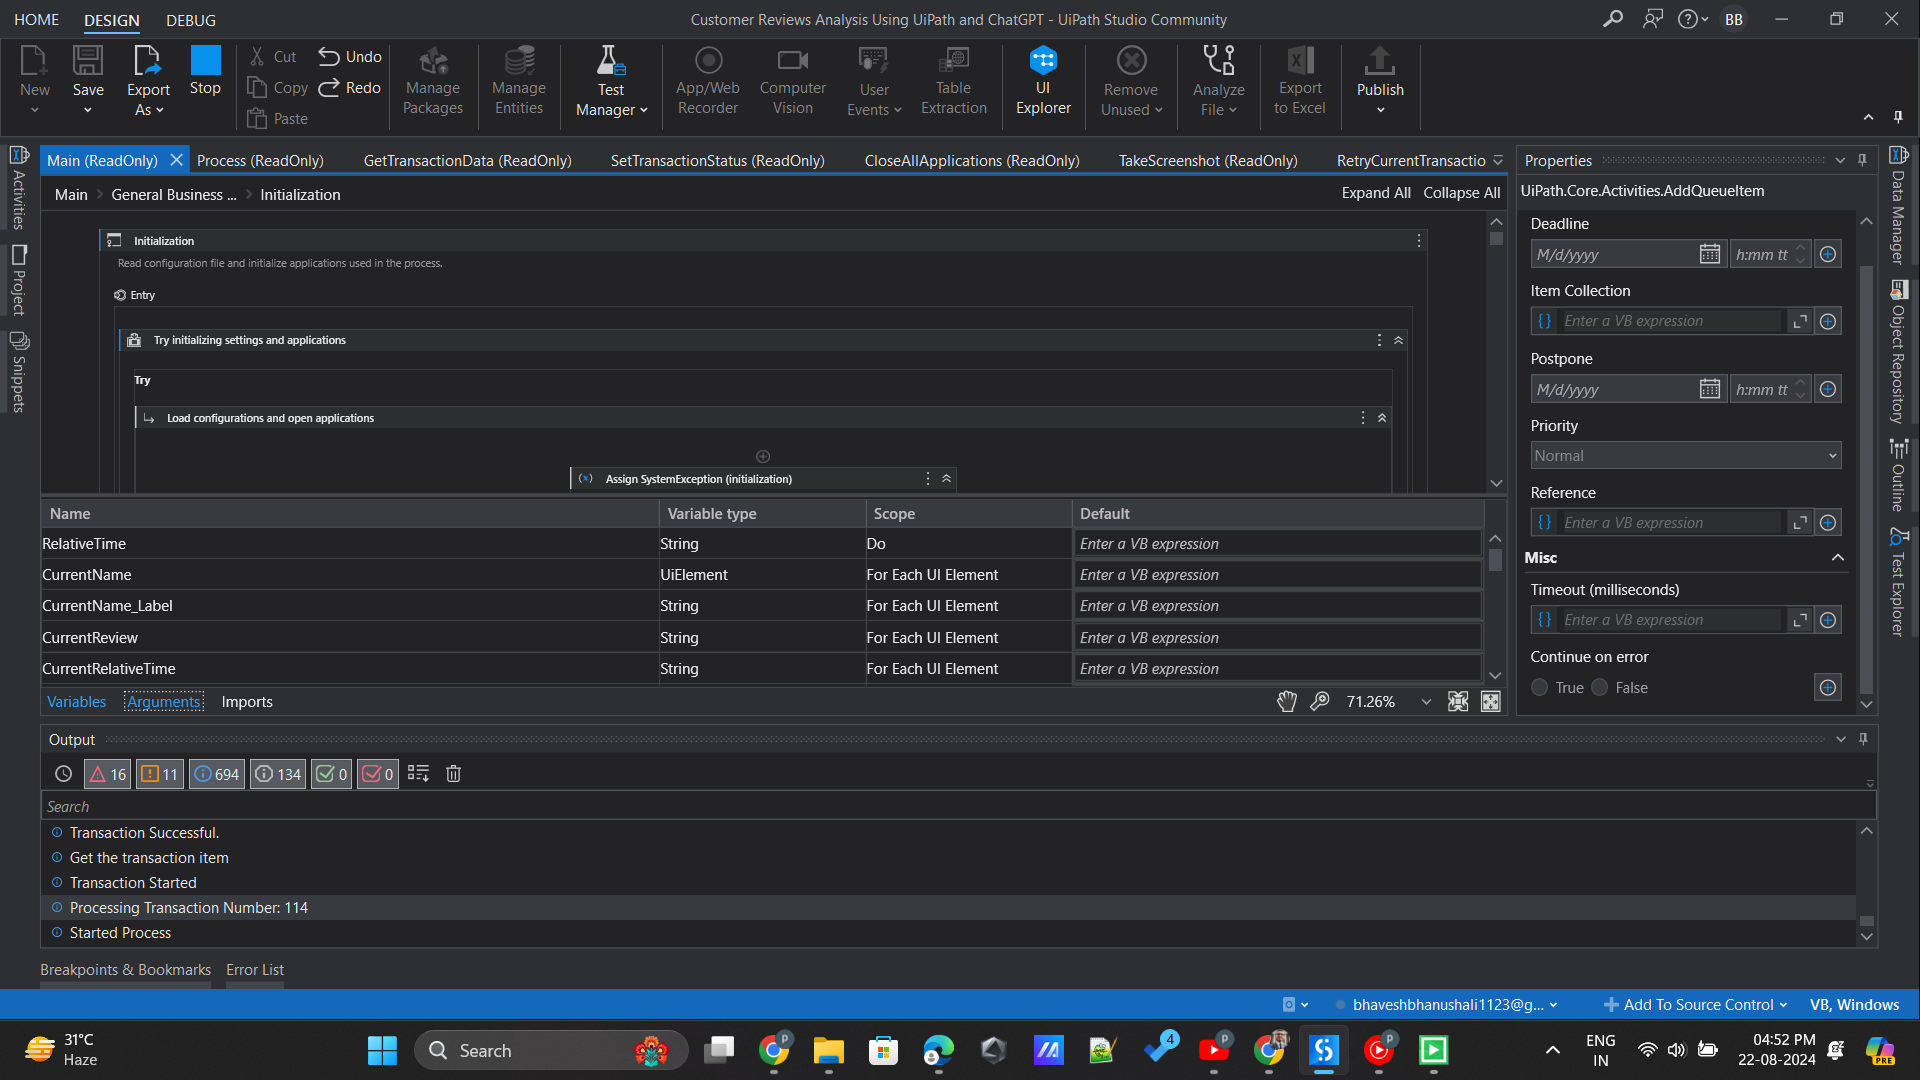 HOME DESIGN DEBUG Customer Reviews Analysis Using UiPath and ChatGPT - UiPath Studio Community BB
New Save Export As Stop Cut Copy Paste Undo Redo Manage Packages Manage Entities Test Manager App/Web Recorder Computer Vision User Events Table Extraction UI Explorer Remove Unused Analyze File Export to Excel Publish
Main (ReadOnly) Process (ReadOnly) GetTransactionData (ReadOnly) SetTransactionStatus (ReadOnly) CloseAllApplications (ReadOnly) TakeScreenshot (ReadOnly) RetryCurrentTransactio
Main > General Business ... > Initialization Expand All Collapse All
Activities
Project
Snippets
Initialization
Read configuration file and initialize applications used in the process.
Entry
Try initializing settings and applications
Try
Load configurations and open applications
Assign SystemException (initialization)
Name Variable type Scope Default
RelativeTime String Do Enter a VB expression
CurrentName UiElement For Each UI Element Enter a VB expression
CurrentName_Label String For Each UI Element Enter a VB expression
CurrentReview String For Each UI Element Enter a VB expression
CurrentRelativeTime String For Each UI Element Enter a VB expression
Variables Arguments Imports 71.26%
Properties
UiPath.Core.Activities.AddQueueItem
Deadline
M/d/yyyy h:mm tt
Item Collection
Enter a VB expression
Postpone
M/d/yyyy h:mm tt
Priority
Normal
Reference
Enter a VB expression
Misc
Timeout (milliseconds)
Enter a VB expression
Continue on error
True False
Data Manager
Object Repository
Outline
Test Explorer
Output
16 11 694 134 0 0
Search
Transaction Successful.
Get the transaction item
Transaction Started
Processing Transaction Number: 114
Started Process
Breakpoints & Bookmarks Error List
bhaveshbhanushali1123@g... Add To Source Control VB, Windows
31°C
Haze
Search
4
ENG
IN
04:52 PM
22-08-2024
PRE